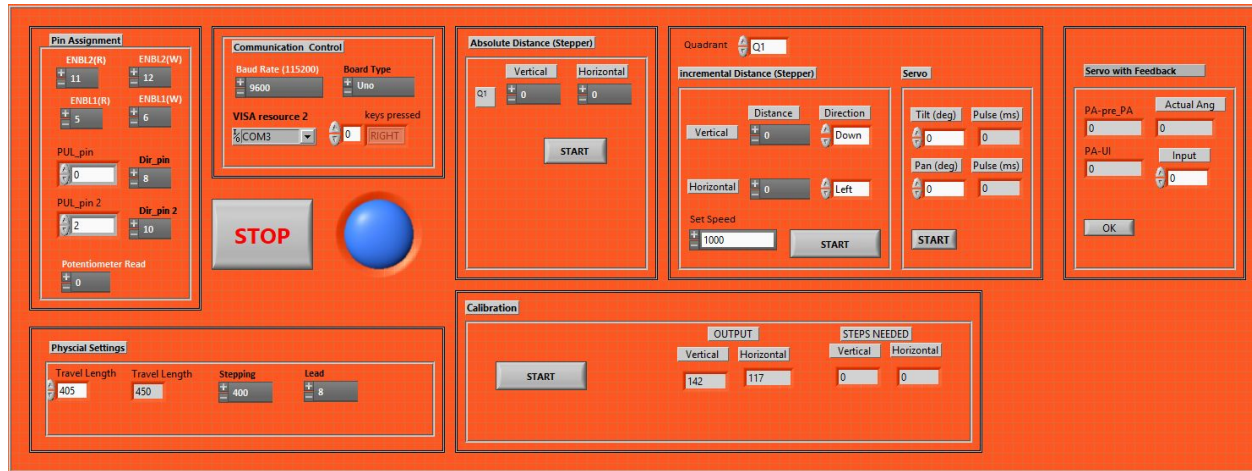 Pin Assignment
ENBL2(R) ENBL2(W)
11 12
ENBL1(R) ENBL1(W)
5 6
PUL_pin Dir_pin
0 8
PUL_pin 2 Dir_pin 2
2 10
Potentiometer Read
0
Communication Control
Baud Rate (115200) Board Type
9600 Uno
VISA resource 2 keys pressed
COM3 0 RIGHT
STOP
Absolute Distance (Stepper)
Vertical Horizontal
Q1 0 0
START
Quadrant Q1
incremental Distance (Stepper)
Distance Direction
Vertical 0 Down
Horizontal 0 Left
Set Speed
1000 START
Servo
Tilt (deg) Pulse (ms)
0 0
Pan (deg) Pulse (ms)
0 0
START
Servo with Feedback
PA-pre_PA Actual Ang
0 0
PA-UI Input
0 0
OK
Physcial Settings
Travel Length Travel Length Stepping Lead
405 450 400 8
Calibration
OUTPUT STEPS NEEDED
Vertical Horizontal Vertical Horizontal
START 142 117 0 0